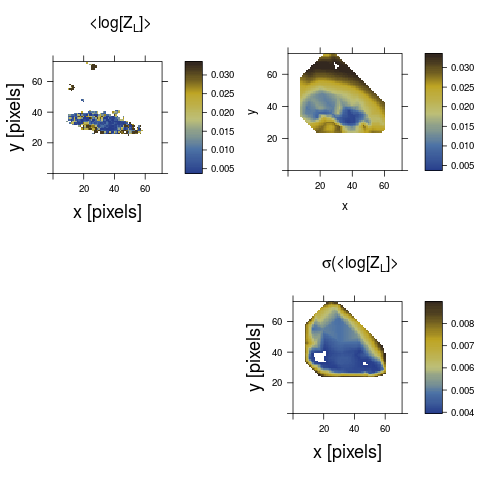 <log[Z_L]>
60
40
20
20 40 60
y [pixels]
x [pixels]
0.030
0.025
0.020
0.015
0.010
0.005
60
40
20
20 40 60
y
x
0.030
0.025
0.020
0.015
0.010
0.005
σ(<log[Z_L]>
60
40
20
20 40 60
y [pixels]
x [pixels]
0.008
0.007
0.006
0.005
0.004